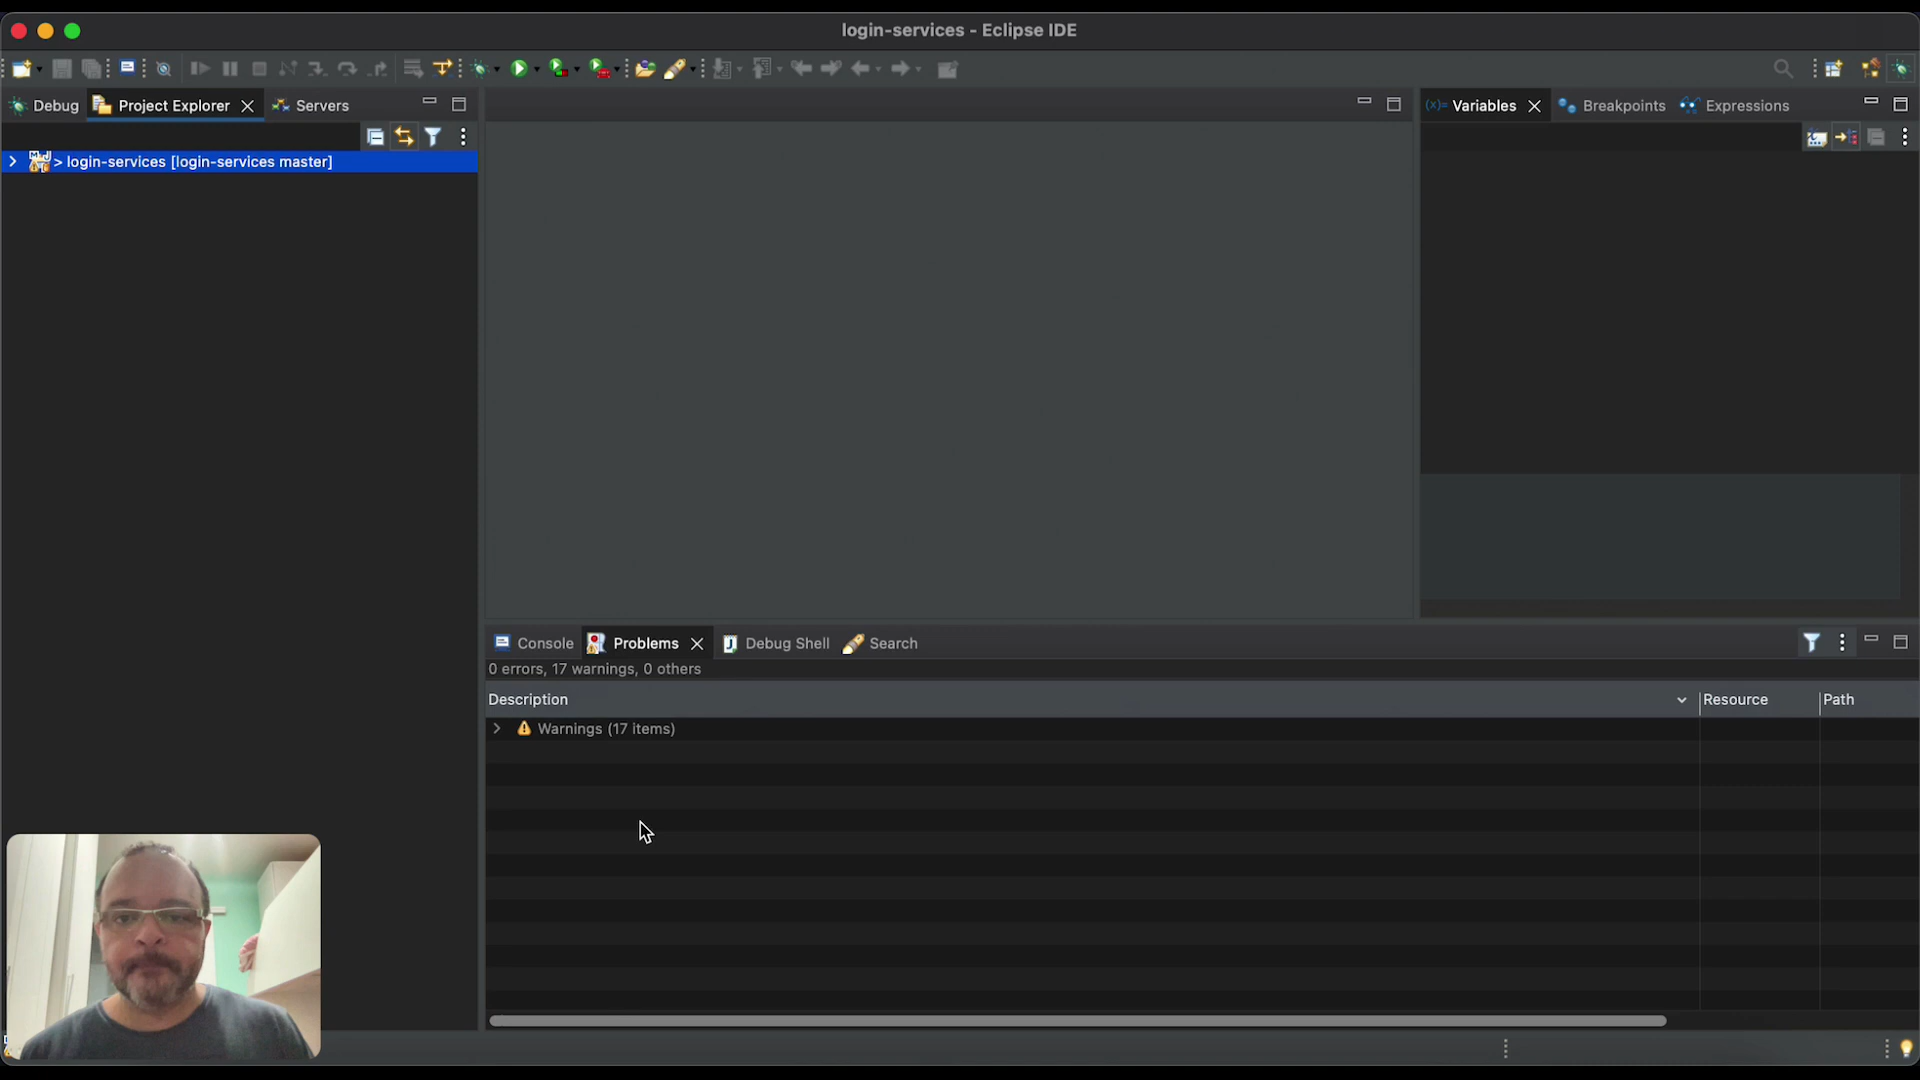 login-services - Eclipse IDE
Debug
Project Explorer
Servers
(x)= Variables
Breakpoints
Expressions
> login-services [login-services master]
Console
Problems
Debug Shell
Search
0 errors, 17 warnings, 0 others
Description
Resource
Path
Warnings (17 items)